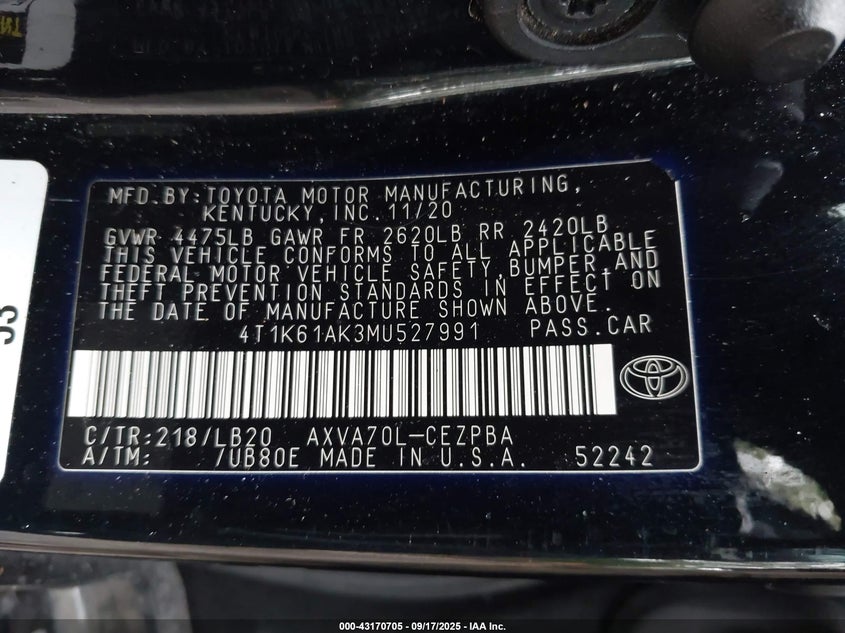 MFD.BY:TOYOTA MOTOR MANUFACTURING,
KENTUCKY,INC.11/20
GVWR 4475LB GAWR FR 2620LB RR 2420LB
THIS VEHICLE CONFORMS TO ALL APPLICABLE
FEDERAL MOTOR VEHICLE SAFETY,BUMPER,AND
THEFT PREVENTION STANDARDS IN EFFECT ON
THE DATE OF MANUFACTURE SHOWN ABOVE.
4T1K61AK3MU527991 PASS.CAR
C/TR:218/LB20 AXVA70L-CEZPBA
A/TM: /UB80E MADE IN U.S.A. 52242
000-43170705 - 09/17/2025 - IAA Inc.